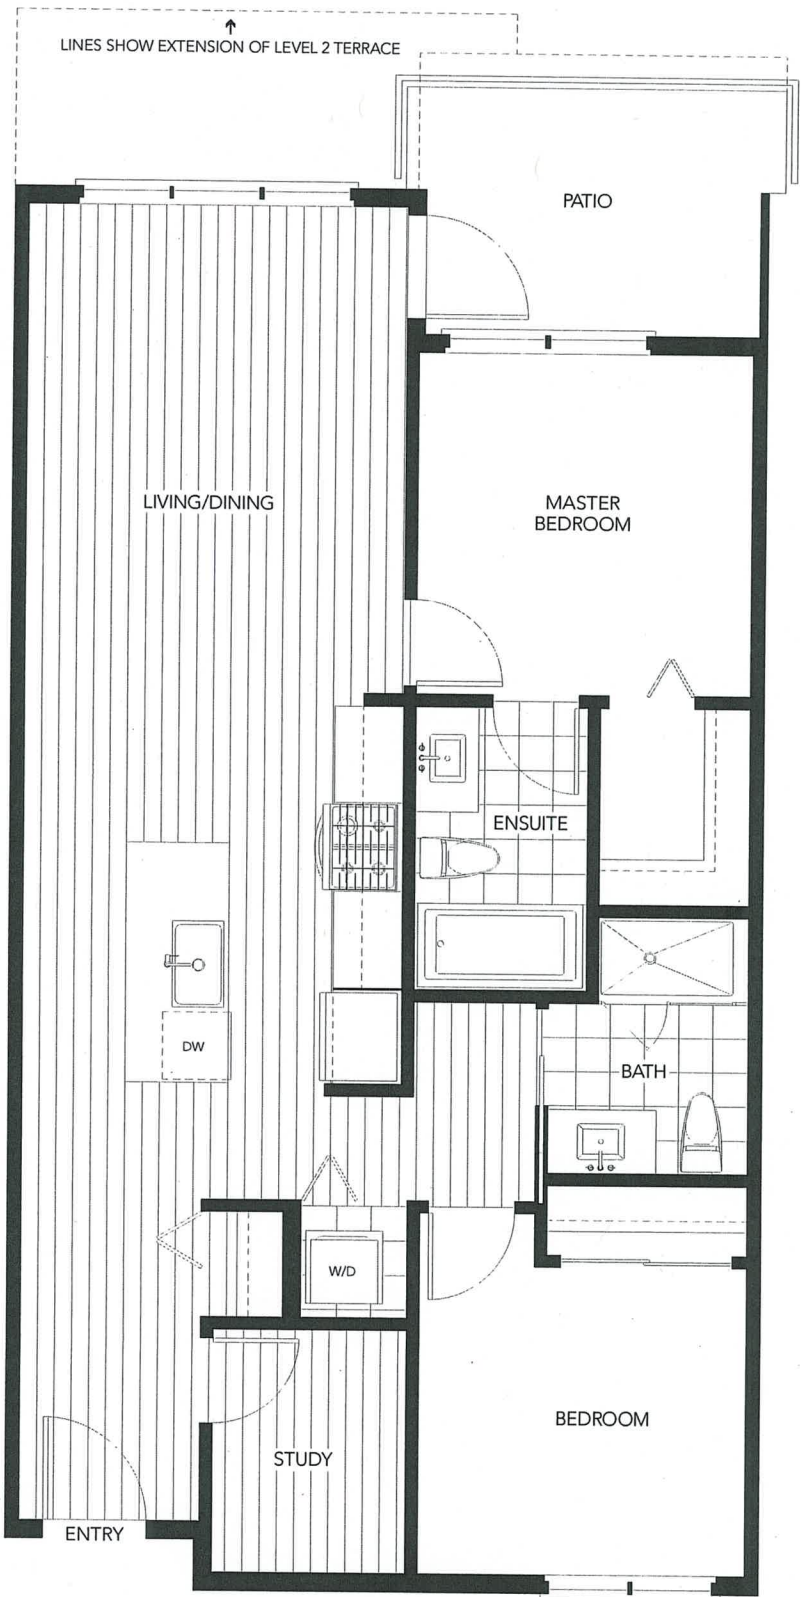 LINES SHOW EXTENSION OF LEVEL 2 TERRACE
PATIO
LIVING/DINING
MASTER
BEDROOM
ENSUITE
DW
BATH
W/D
BEDROOM
STUDY
ENTRY